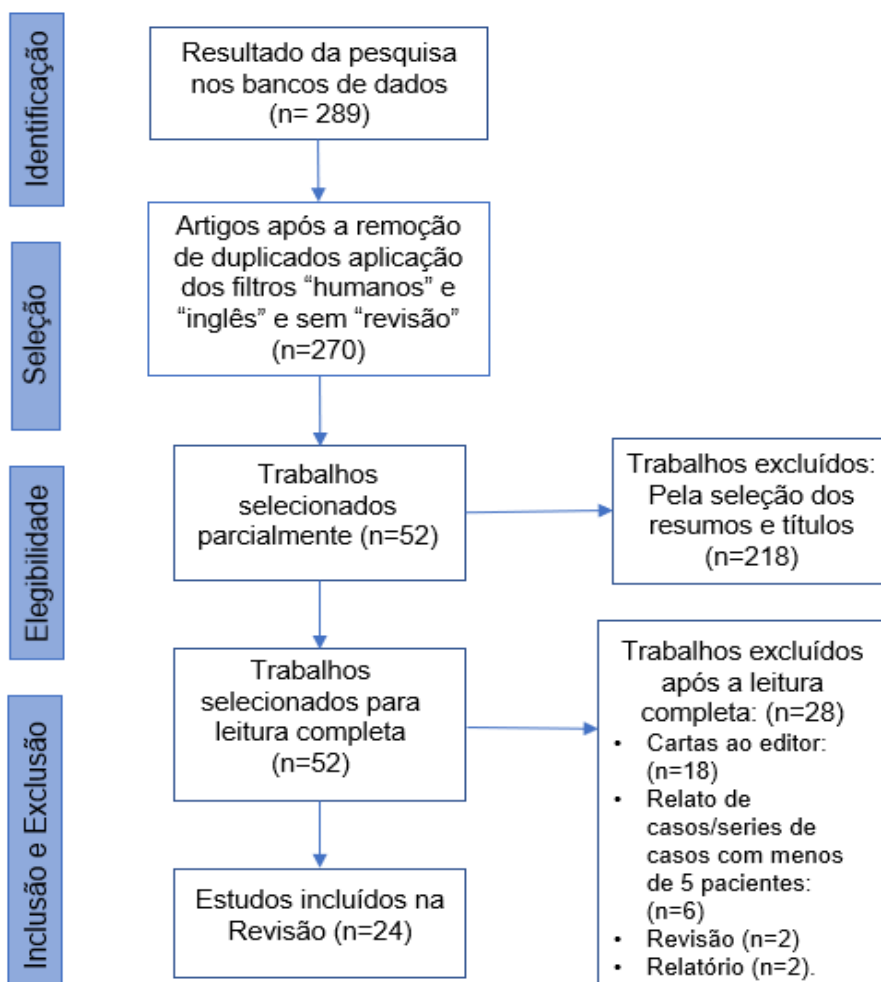 Identificação
Resultado da pesquisa
nos bancos de dados
(n= 289)
Seleção
Artigos após a remoção
de duplicados aplicação
dos filtros “humanos” e
“inglês” e sem “revisão”
(n=270)
Elegibilidade
Trabalhos
selecionados
parcialmente (n=52)
Trabalhos excluídos:
Pela seleção dos
resumos e títulos
(n=218)
Inclusão e Exclusão
Trabalhos
selecionados para
leitura completa
(n=52)
Trabalhos excluídos
após a leitura
completa: (n=28)
• Cartas ao editor:
(n=18)
• Relato de
casos/series de
casos com menos
de 5 pacientes:
(n=6)
• Revisão (n=2)
• Relatório (n=2).
Estudos incluídos na
Revisão (n=24)